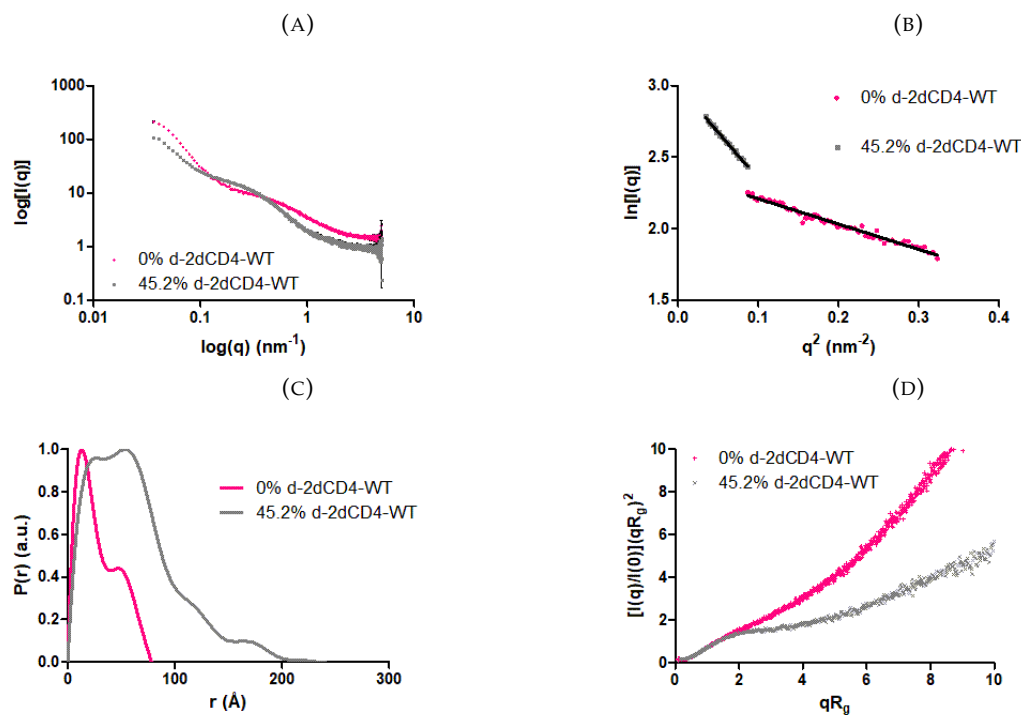 (A)
1000
100
10
1
0.1
log[I(q)]
0% d-2dCD4-WT
45.2% d-2dCD4-WT
0.01
0.1
1
10
log(q) (nm⁻¹)
(B)
3.0
2.5
2.0
1.5
ln[I(q)]
0% d-2dCD4-WT
45.2% d-2dCD4-WT
0.0
0.1
0.2
0.3
0.4
q² (nm⁻²)
(C)
1.0
0.8
0.6
0.4
0.2
0.0
P(r) (a.u.)
0% d-2dCD4-WT
45.2% d-2dCD4-WT
0
100
200
300
r (Å)
(D)
10
8
6
4
2
0
[I(q)/I(0)](qRg)²
0% d-2dCD4-WT
45.2% d-2dCD4-WT
0
2
4
6
8
10
qRg